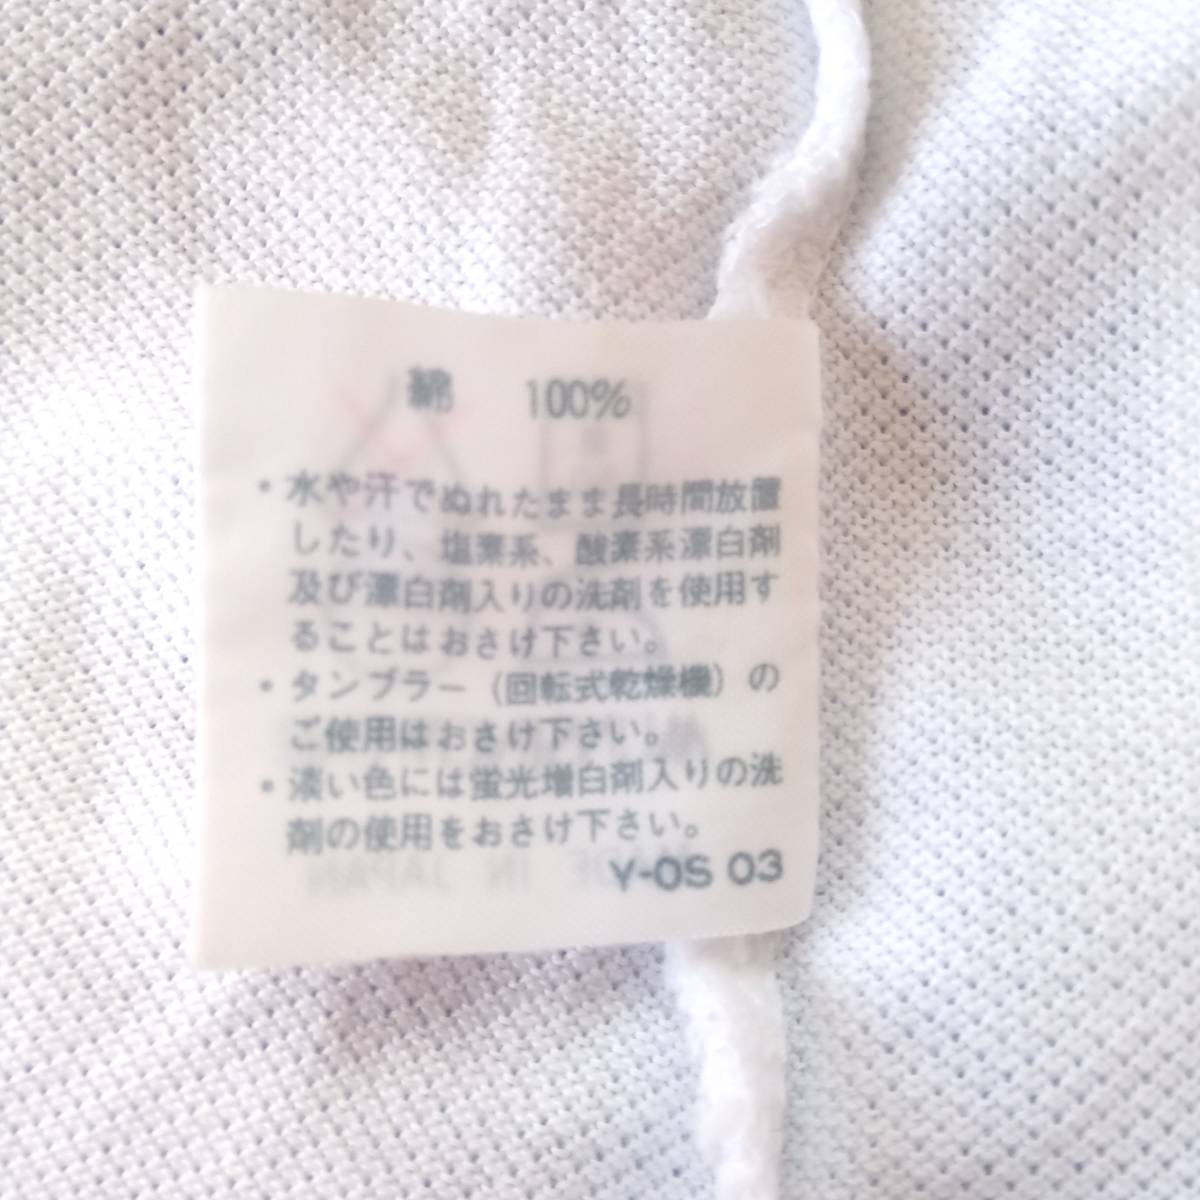 綿 100%
・水や汗でぬれたまま長時間放置
したり、塩素系、酸素系漂白剤
及び漂白剤入りの洗剤を使用す
ることはおさけ下さい。
・タンブラー（回転式乾燥機）の
ご使用はおさけ下さい。
・淡い色には蛍光増白剤入りの洗
剤の使用をおさけ下さい。
Y-OS 03